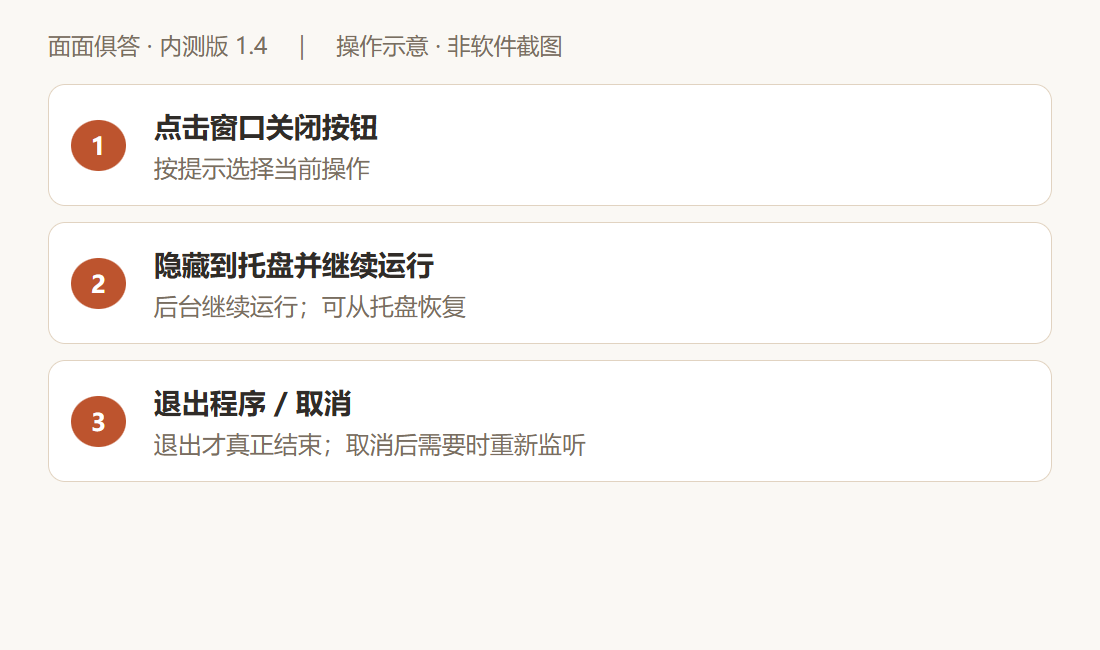 面面俱答 · 内测版 1.4 | 操作示意 · 非软件截图
1
点击窗口关闭按钮
按提示选择当前操作
2
隐藏到托盘并继续运行
后台继续运行；可从托盘恢复
3
退出程序 / 取消
退出才真正结束；取消后需要时重新监听